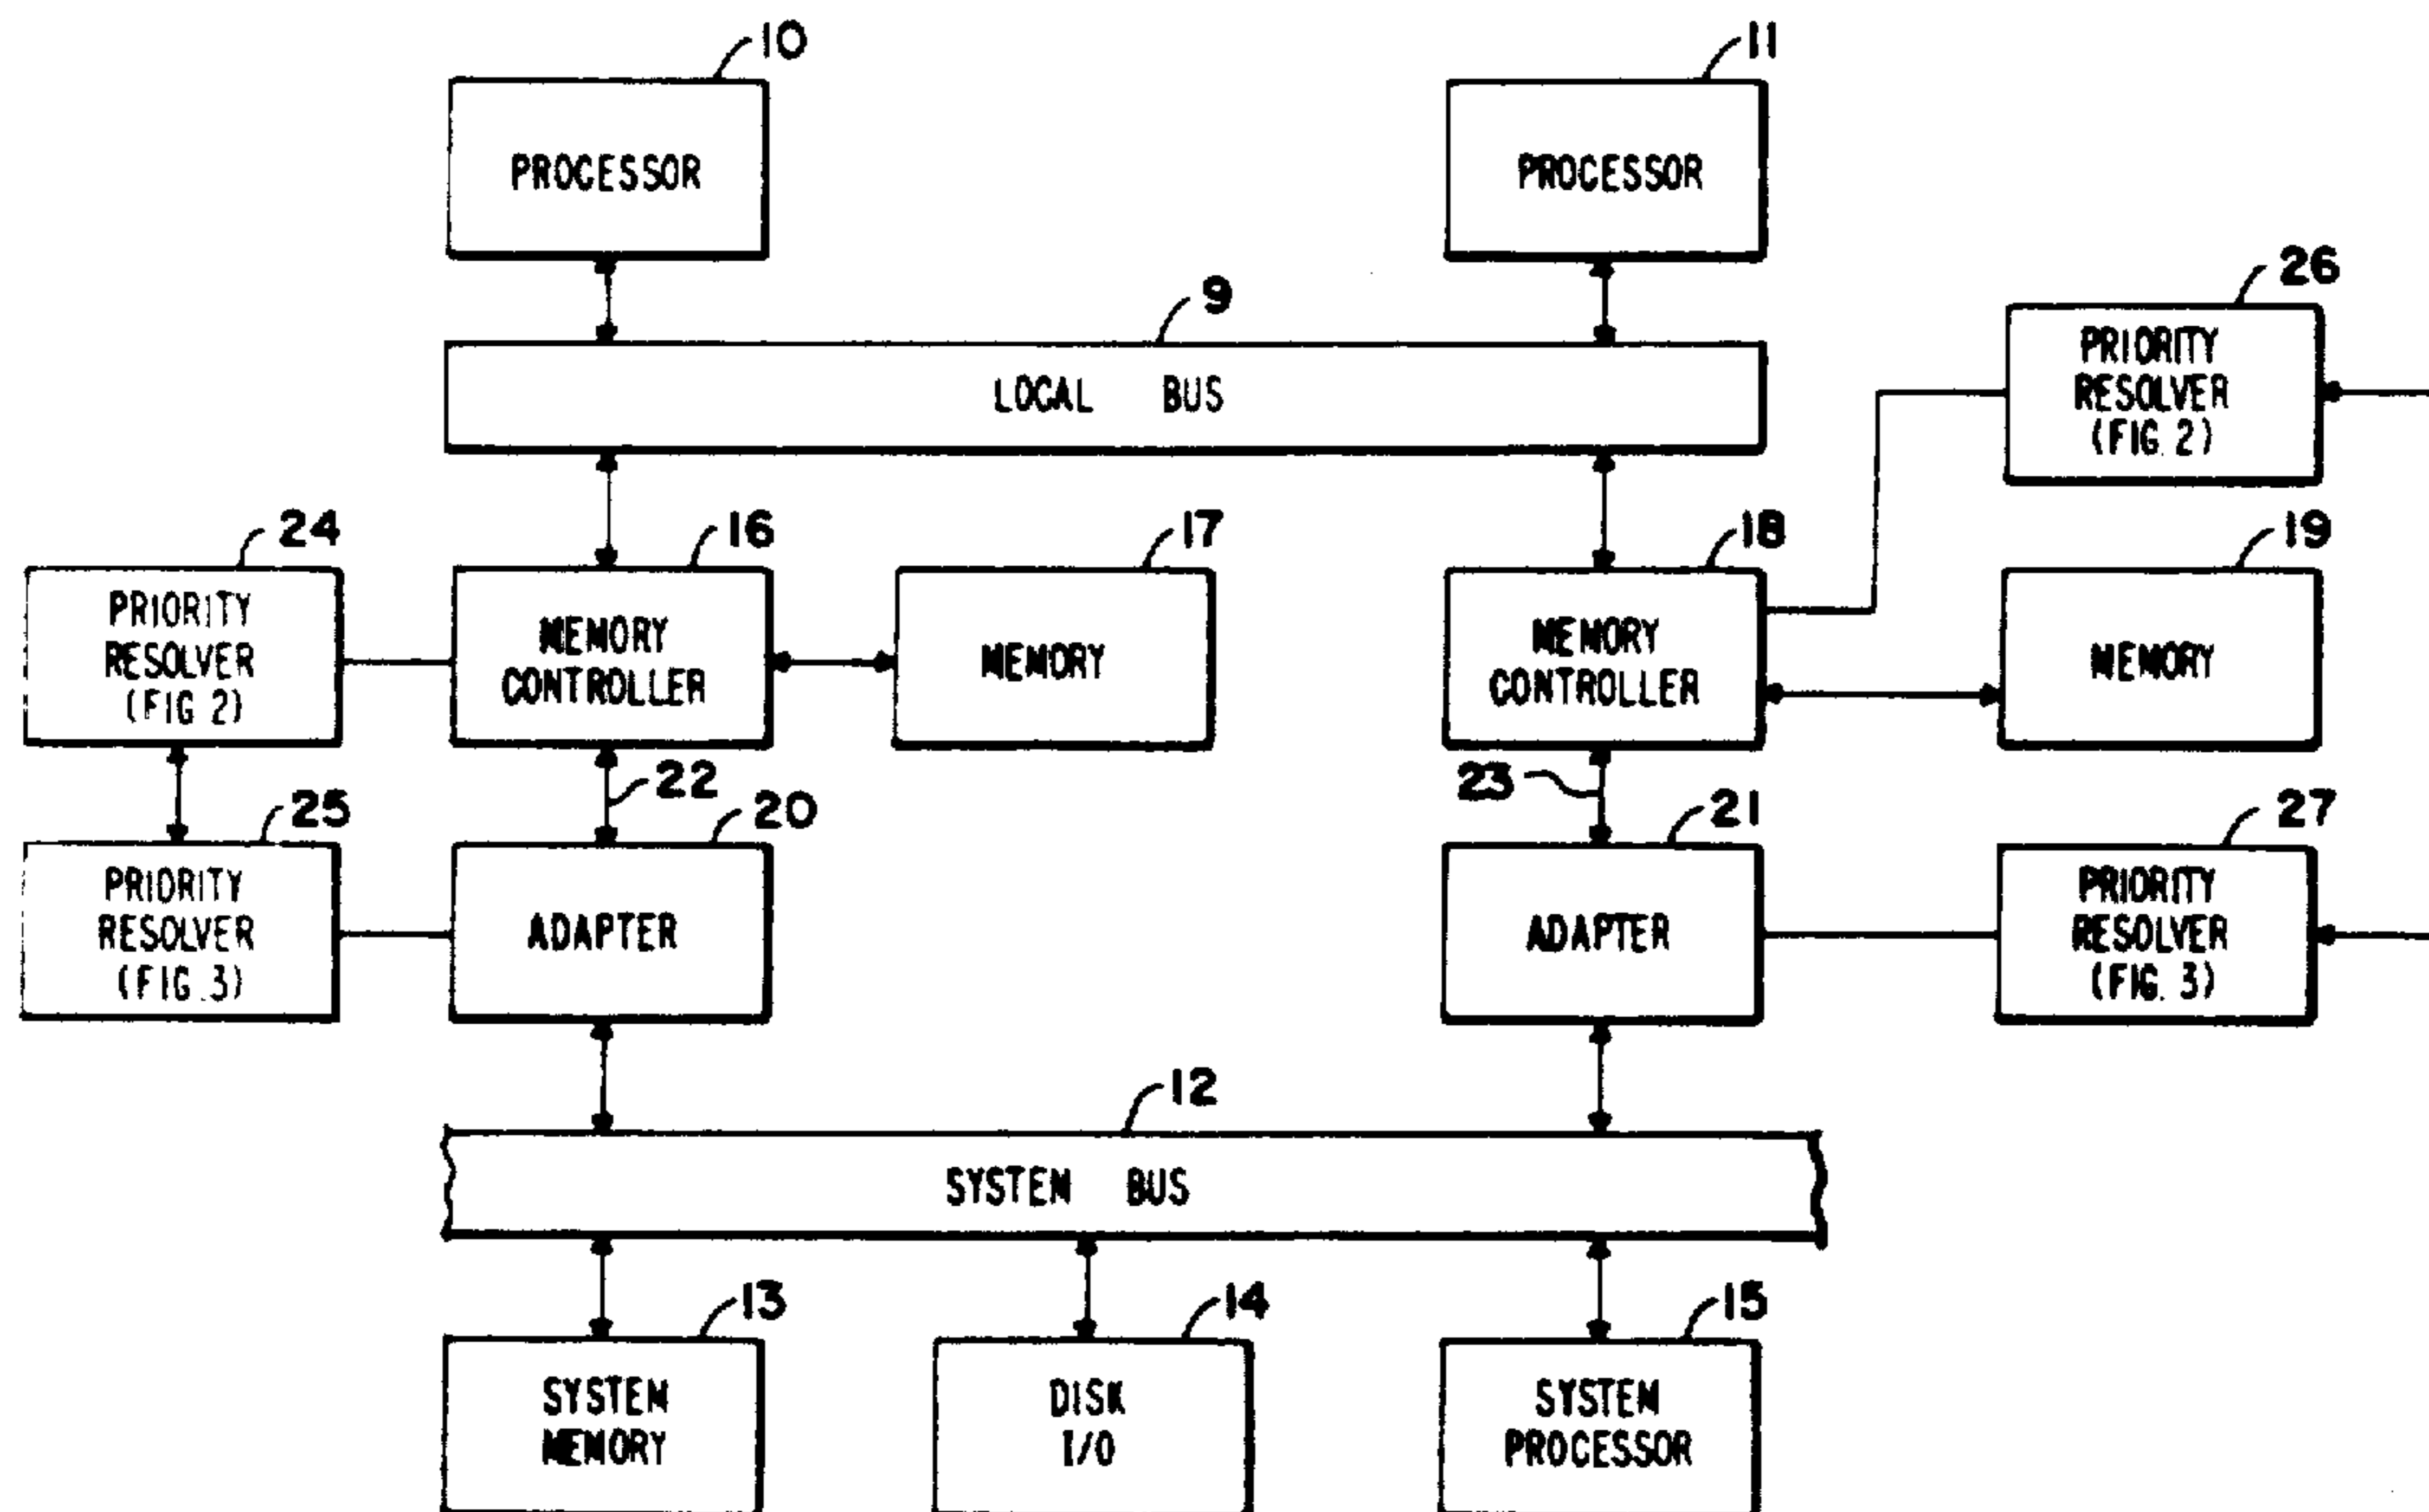 10
11
PROCESSOR
PROCESSOR
9
26
LOCAL BUS
PRIORITY
RESOLVER
(FIG. 2)
24
16
17
18
19
PRIORITY
RESOLVER
(FIG. 2)
MEMORY
CONTROLLER
MEMORY
MEMORY
CONTROLLER
MEMORY
22
23
25
20
21
27
PRIORITY
RESOLVER
(FIG. 3)
ADAPTER
ADAPTER
PRIORITY
RESOLVER
(FIG. 3)
12
SYSTEM BUS
13
14
15
SYSTEM
MEMORY
DISK
I/O
SYSTEM
PROCESSOR